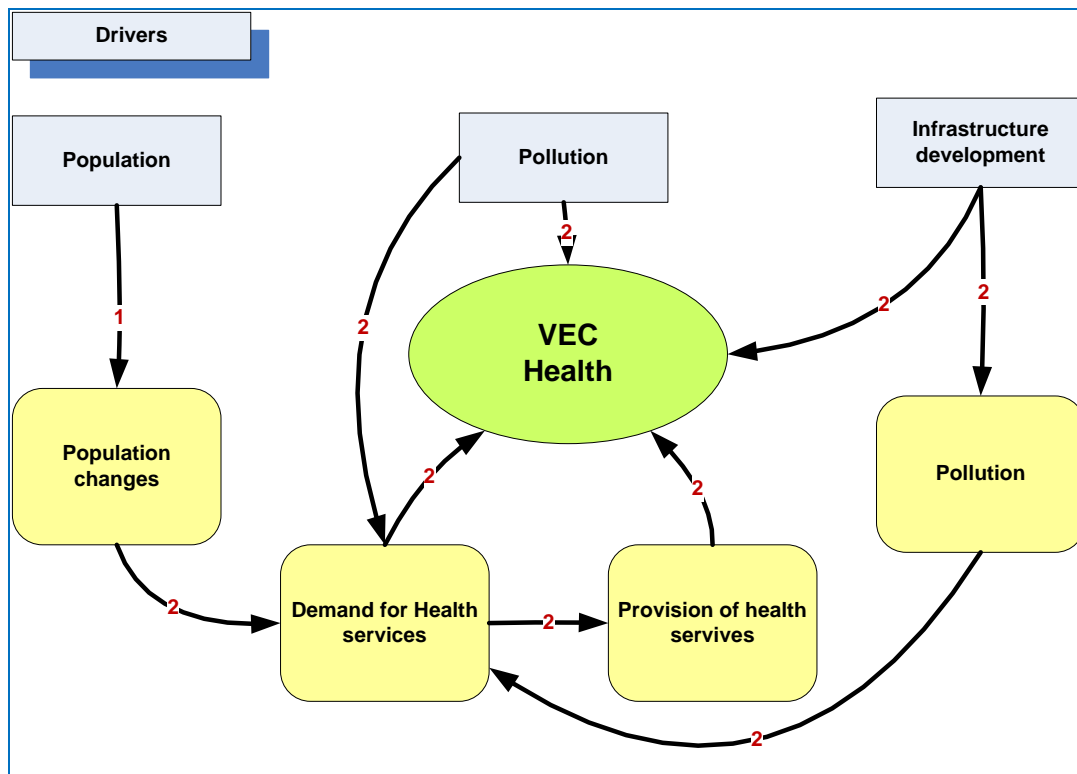 Drivers
Population
Pollution
Infrastructure
development
2
2
1
2
2
VEC
Health
Population
changes
Pollution
2
2
2
Demand for Health
services
2
Provision of health
servives
2